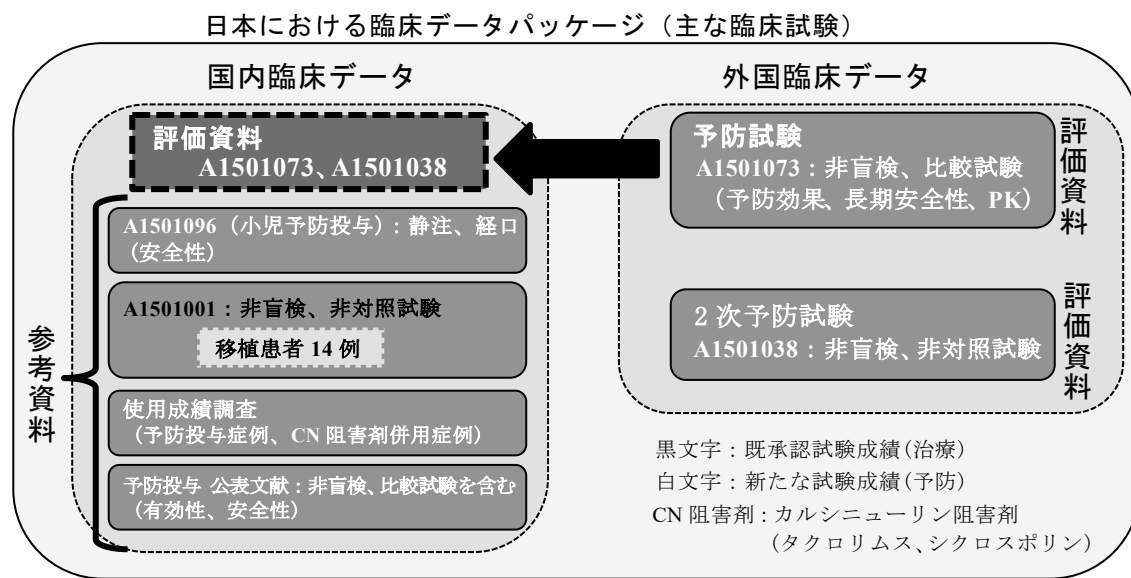 日本における臨床データパッケージ（主な臨床試験）
国内臨床データ
評価資料
A1501073、A1501038
A1501096（小児予防投与）：静注、経口
(安全性)
A1501001：非盲検、非対照試験
移植患者 14 例
使用成績調査
（予防投与症例、CN 阻害剤併用症例）
予防投与 公表文献：非盲検、比較試験を含む
（有効性、安全性）
参考資料
外国臨床データ
予防試験
A1501073：非盲検、比較試験
（予防効果、長期安全性、PK）
評価資料
2 次予防試験
A1501038：非盲検、非対照試験
評価資料
黒文字：既承認試験成績(治療)
白文字：新たな試験成績(予防)
CN 阻害剤：カルシニューリン阻害剤
（タクロリムス、シクロスポリン）